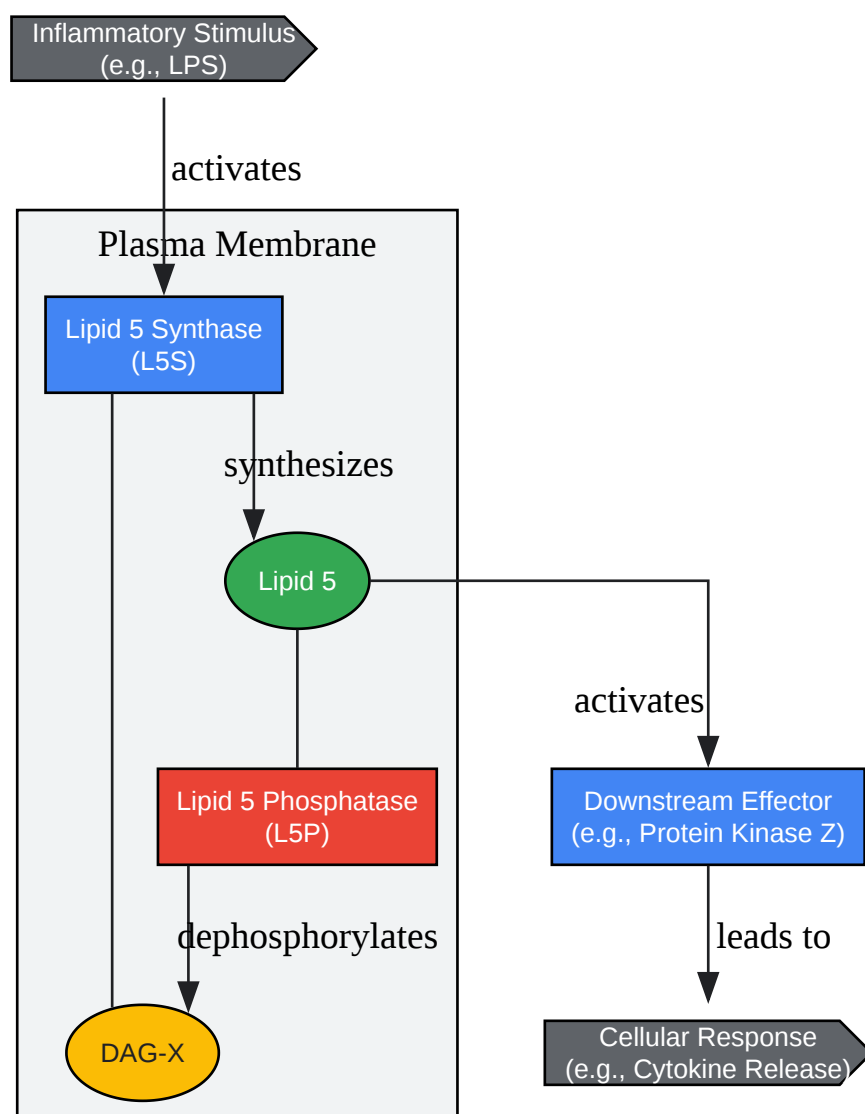 Inflammatory Stimulus
(e.g., LPS)
activates
Plasma Membrane
Lipid 5 Synthase
(L5S)
synthesizes
Lipid 5
activates
Lipid 5 Phosphatase
(L5P)
Downstream Effector
(e.g., Protein Kinase Z)
dephosphorylates
leads to
DAG-X
Cellular Response
(e.g., Cytokine Release)